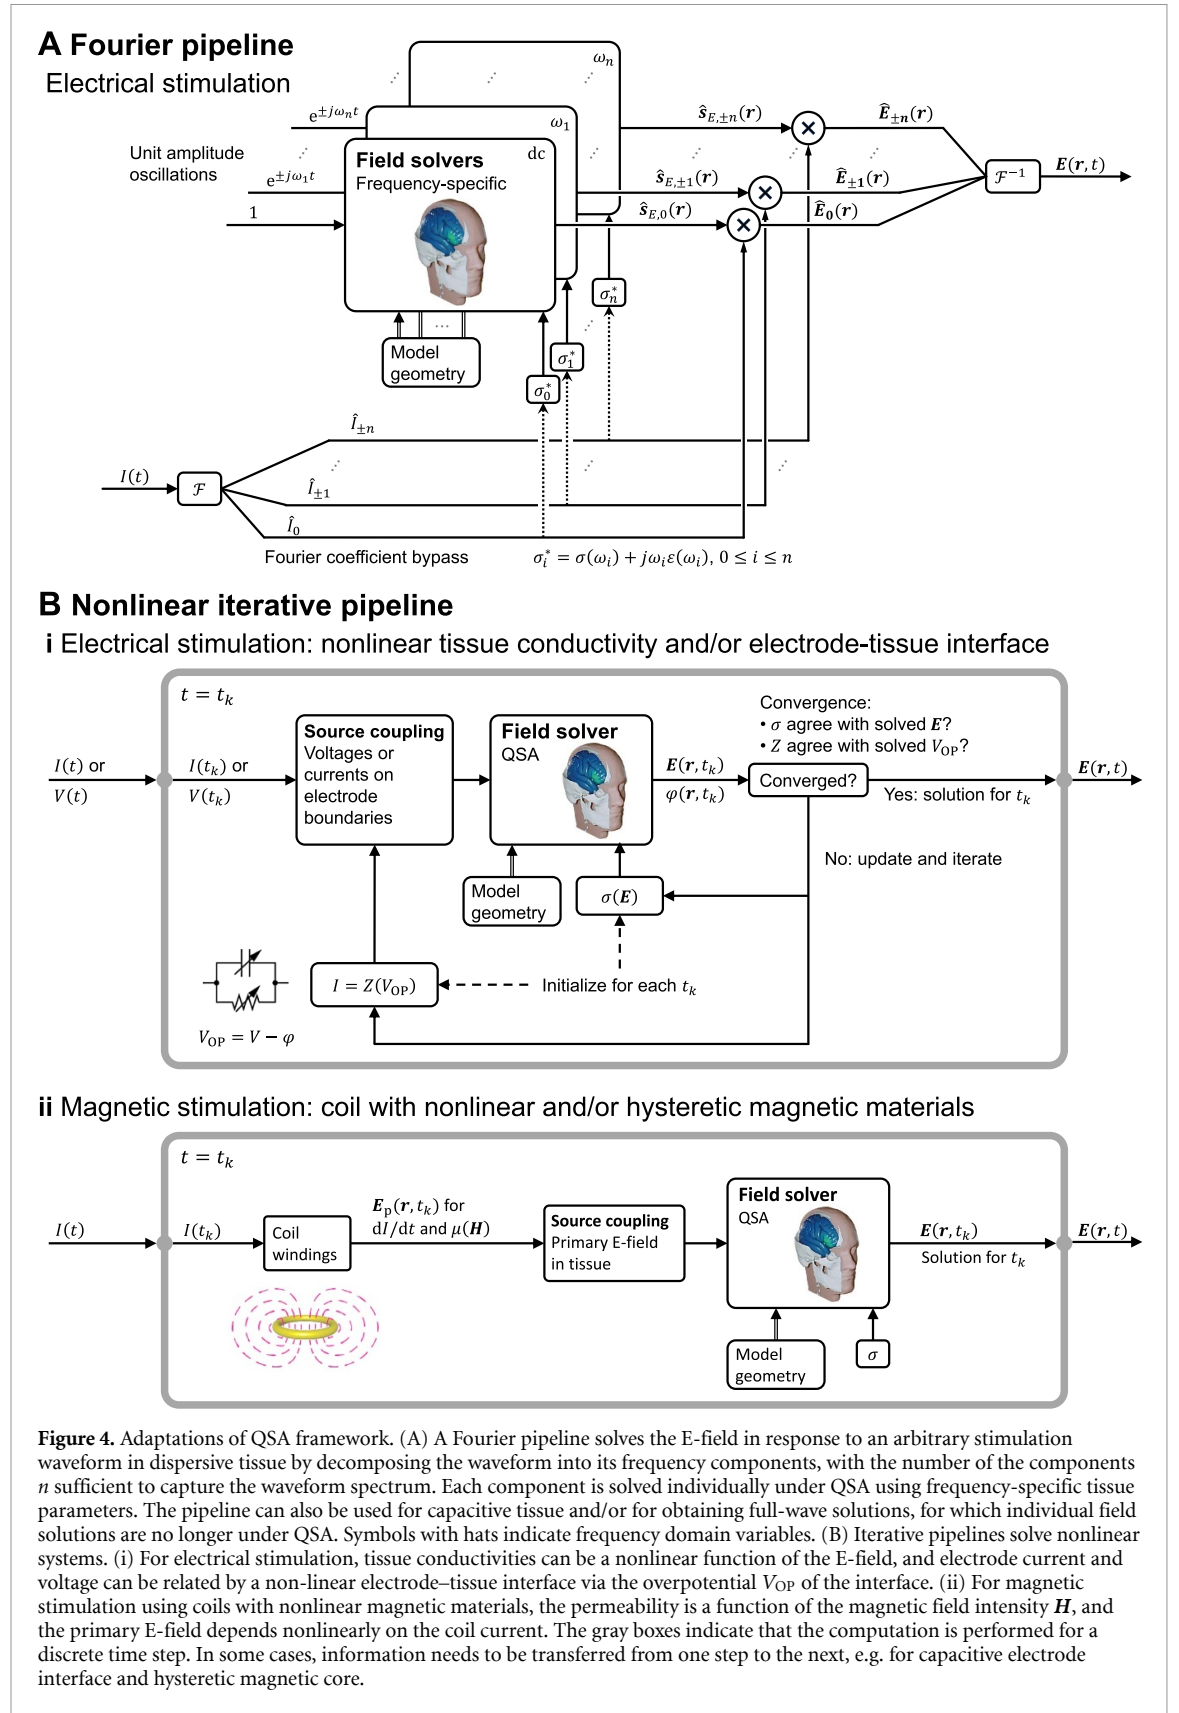 A Fourier pipeline
Electrical stimulation
ωₙ
e^{±jωₙt}
ŝ_{E,±n}(r)
Ê_{±n}(r)
ω₁
Unit amplitude
oscillations
Field solvers
dc
Frequency-specific
e^{±jω₁t}
ŝ_{E,±1}(r)
Ê_{±1}(r)
ℱ⁻¹
E(r, t)
1
ŝ_{E,0}(r)
Ê₀(r)
σₙ*
Model
geometry
σ₁*
σ₀*
Î_{±n}
I(t)
ℱ
Î_{±1}
Î₀
Fourier coefficient bypass
σᵢ* = σ(ωᵢ) + jωᵢε(ωᵢ), 0 ≤ i ≤ n
B Nonlinear iterative pipeline
i Electrical stimulation: nonlinear tissue conductivity and/or electrode-tissue interface
t = tₖ
Convergence:
• σ agree with solved E?
• Z agree with solved V_OP?
Source coupling
Voltages or
currents on
electrode
boundaries
Field solver
QSA
I(t) or
V(t)
I(tₖ) or
V(tₖ)
E(r, tₖ)
φ(r, tₖ)
Converged?
Yes: solution for tₖ
E(r, t)
No: update and iterate
Model
geometry
σ(E)
I = Z(V_OP)
Initialize for each tₖ
V_OP = V − φ
ii Magnetic stimulation: coil with nonlinear and/or hysteretic magnetic materials
t = tₖ
I(t)
I(tₖ)
Coil
windings
E_p(r, tₖ) for
dI/dt and μ(H)
Source coupling
Primary E-field
in tissue
Field solver
QSA
E(r, tₖ)
Solution for tₖ
E(r, t)
Model
geometry
σ
Figure 4. Adaptations of QSA framework. (A) A Fourier pipeline solves the E-field in response to an arbitrary stimulation
waveform in dispersive tissue by decomposing the waveform into its frequency components, with the number of the components
n sufficient to capture the waveform spectrum. Each component is solved individually under QSA using frequency-specific tissue
parameters. The pipeline can also be used for capacitive tissue and/or for obtaining full-wave solutions, for which individual field
solutions are no longer under QSA. Symbols with hats indicate frequency domain variables. (B) Iterative pipelines solve nonlinear
systems. (i) For electrical stimulation, tissue conductivities can be a nonlinear function of the E-field, and electrode current and
voltage can be related by a non-linear electrode–tissue interface via the overpotential V_OP of the interface. (ii) For magnetic
stimulation using coils with nonlinear magnetic materials, the permeability is a function of the magnetic field intensity H, and
the primary E-field depends nonlinearly on the coil current. The gray boxes indicate that the computation is performed for a
discrete time step. In some cases, information needs to be transferred from one step to the next, e.g. for capacitive electrode
interface and hysteretic magnetic core.